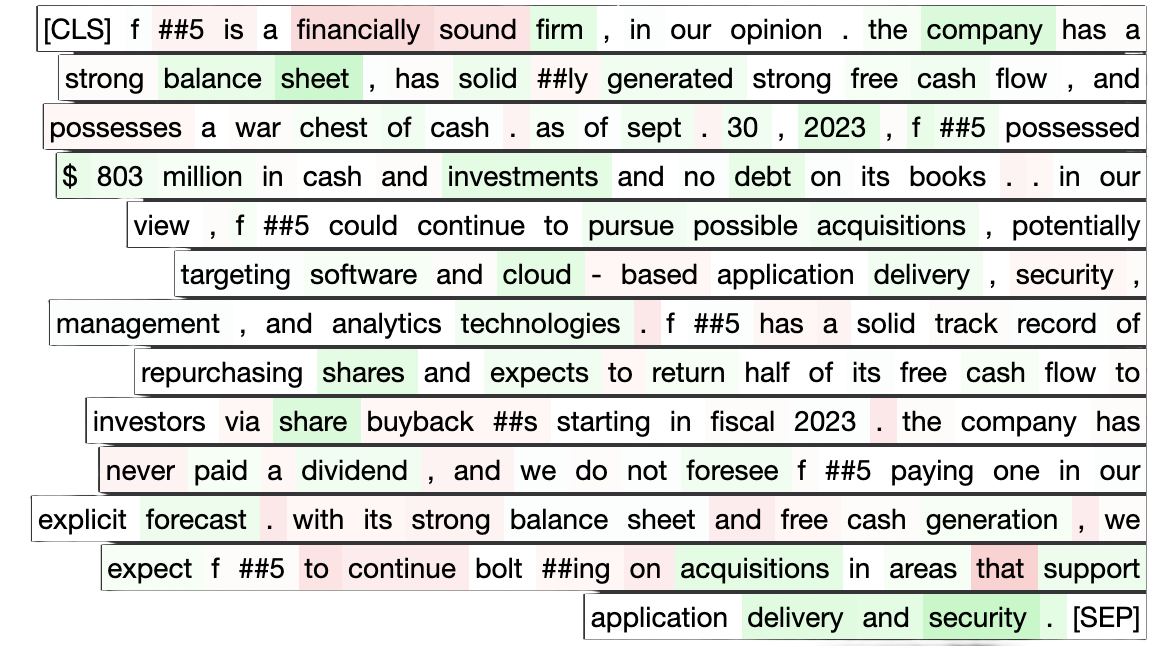 [CLS] f ##5 is a financially sound firm , in our opinion . the company has a
strong balance sheet , has solid ##ly generated strong free cash flow , and
possesses a war chest of cash . as of sept . 30 , 2023 , f ##5 possessed
$ 803 million in cash and investments and no debt on its books . . in our
view , f ##5 could continue to pursue possible acquisitions , potentially
targeting software and cloud - based application delivery , security ,
management , and analytics technologies . f ##5 has a solid track record of
repurchasing shares and expects to return half of its free cash flow to
investors via share buyback ##s starting in fiscal 2023 . the company has
never paid a dividend , and we do not foresee f ##5 paying one in our
explicit forecast . with its strong balance sheet and free cash generation , we
expect f ##5 to continue bolt ##ing on acquisitions in areas that support
application delivery and security . [SEP]